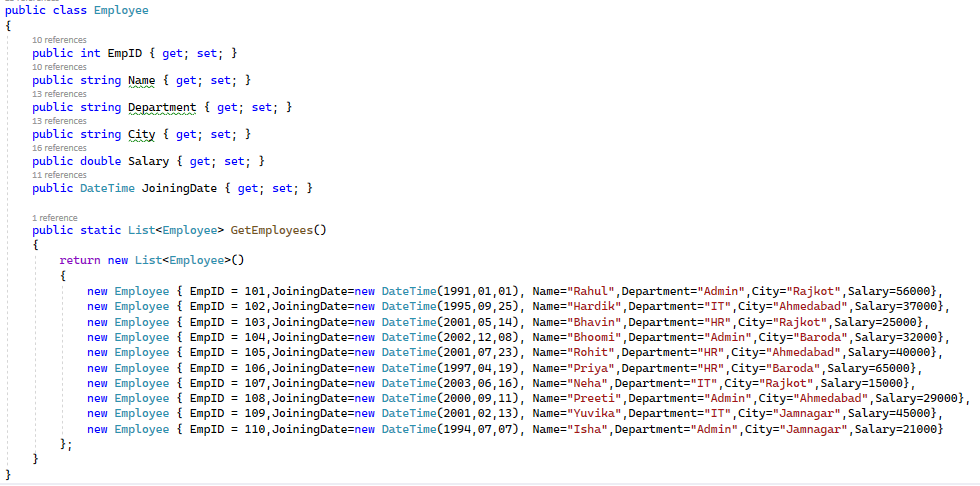 public class Employee
{
10 references
public int EmpID { get; set; }
10 references
public string Name { get; set; }
13 references
public string Department { get; set; }
13 references
public string City { get; set; }
16 references
public double Salary { get; set; }
11 references
public DateTime JoiningDate { get; set; }
1 reference
public static List<Employee> GetEmployees()
{
return new List<Employee>()
{
new Employee { EmpID = 101,JoiningDate=new DateTime(1991,01,01), Name="Rahul",Department="Admin",City="Rajkot",Salary=56000},
new Employee { EmpID = 102,JoiningDate=new DateTime(1995,09,25), Name="Hardik",Department="IT",City="Ahmedabad",Salary=37000},
new Employee { EmpID = 103,JoiningDate=new DateTime(2001,05,14), Name="Bhavin",Department="HR",City="Rajkot",Salary=25000},
new Employee { EmpID = 104,JoiningDate=new DateTime(2002,12,08), Name="Bhoomi",Department="Admin",City="Baroda",Salary=32000},
new Employee { EmpID = 105,JoiningDate=new DateTime(2001,07,23), Name="Rohit",Department="HR",City="Ahmedabad",Salary=40000},
new Employee { EmpID = 106,JoiningDate=new DateTime(1997,04,19), Name="Priya",Department="HR",City="Baroda",Salary=65000},
new Employee { EmpID = 107,JoiningDate=new DateTime(2003,06,16), Name="Neha",Department="IT",City="Rajkot",Salary=15000},
new Employee { EmpID = 108,JoiningDate=new DateTime(2000,09,11), Name="Preeti",Department="Admin",City="Ahmedabad",Salary=29000},
new Employee { EmpID = 109,JoiningDate=new DateTime(2001,02,13), Name="Yuvika",Department="IT",City="Jamnagar",Salary=45000},
new Employee { EmpID = 110,JoiningDate=new DateTime(1994,07,07), Name="Isha",Department="Admin",City="Jamnagar",Salary=21000}
};
}
}